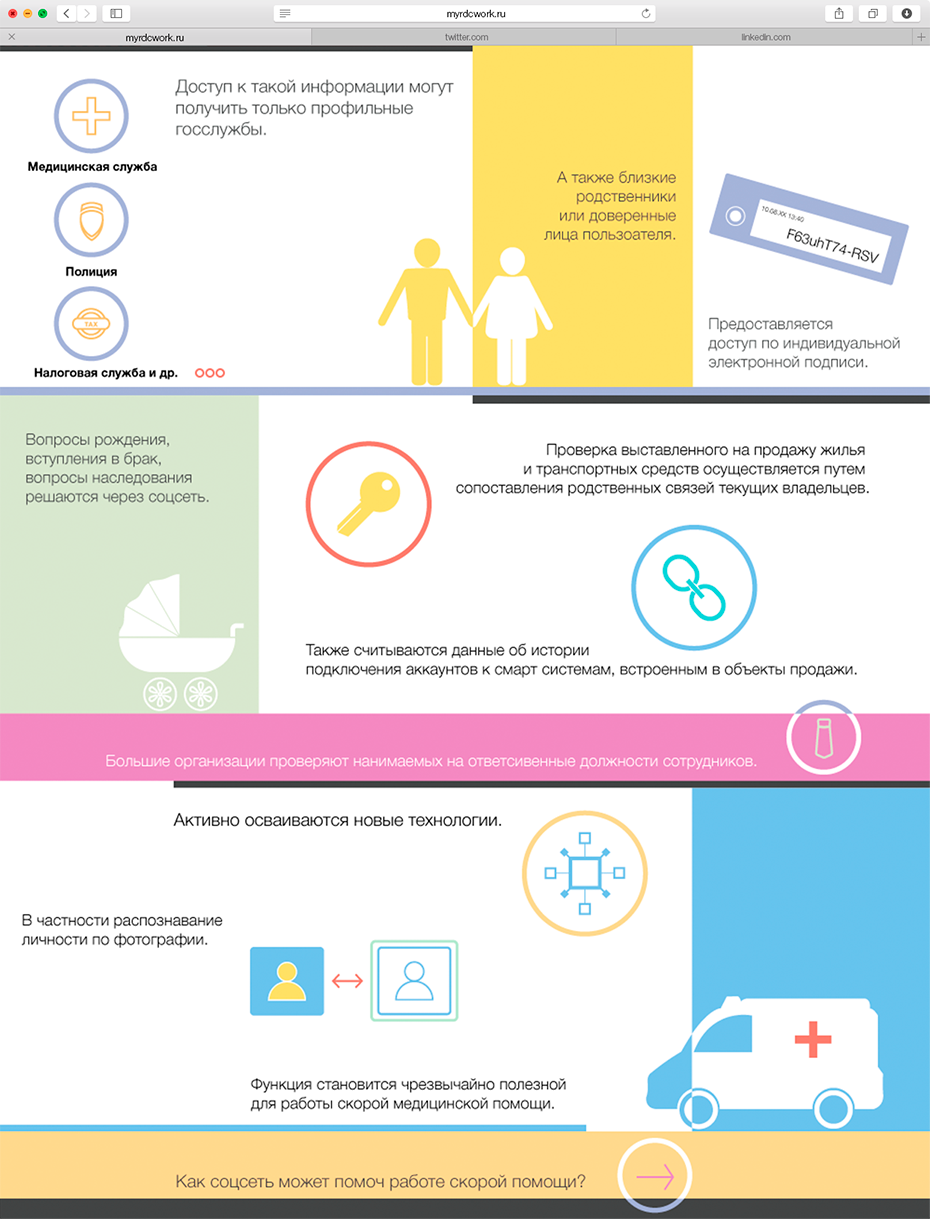 myrdcwork.ru
myrdcwork.ru
twitter.com
linkedin.com
Доступ к такой информации могут
получить только профильные
госслужбы.
Медицинская служба
Полиция
TAX
Налоговая служба и др.
А также близкие
родственники
или доверенные
лица пользоателя.
10.08.XX 13:40
F63uhT74-RSV
Предоставляется
доступ по индивидуальной
электронной подписи.
Вопросы рождения,
вступления в брак,
вопросы наследования
решаются через соцсеть.
Проверка выставленного на продажу жилья
и транспортных средств осуществляется путем
сопоставления родственных связей текущих владельцев.
Также считываются данные об истории
подключения аккаунтов к смарт системам, встроенным в объекты продажи.
Большие организации проверяют нанимаемых на ответсивенные должности сотрудников.
Активно осваиваются новые технологии.
В частности распознавание
личности по фотографии.
Функция становится чрезвычайно полезной
для работы скорой медицинской помощи.
Как соцсеть может помоч работе скорой помощи?